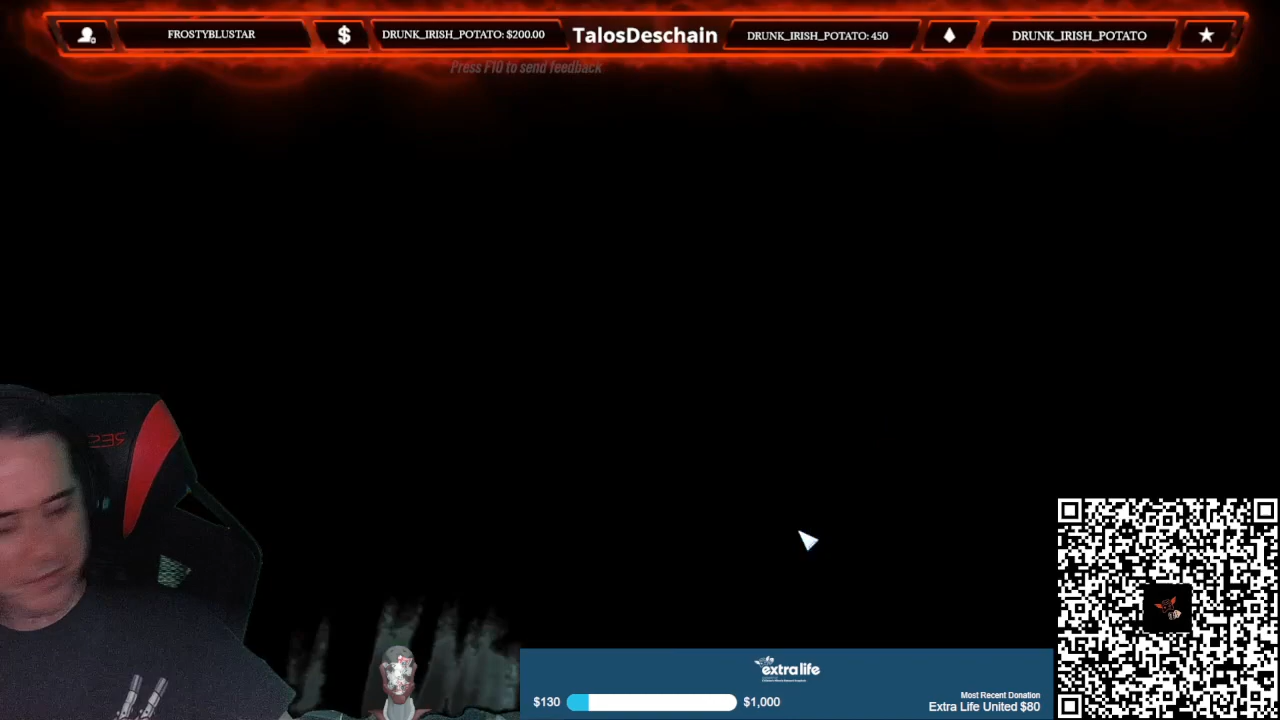 FROSTYBLUSTAR
$
DRUNK_IRISH_POTATO: $200.00
TalosDeschain
DRUNK_IRISH_POTATO: 450
DRUNK_IRISH_POTATO
Press F10 to send feedback
extra life
$130
$1,000
Most Recent Donation
Extra Life United $80